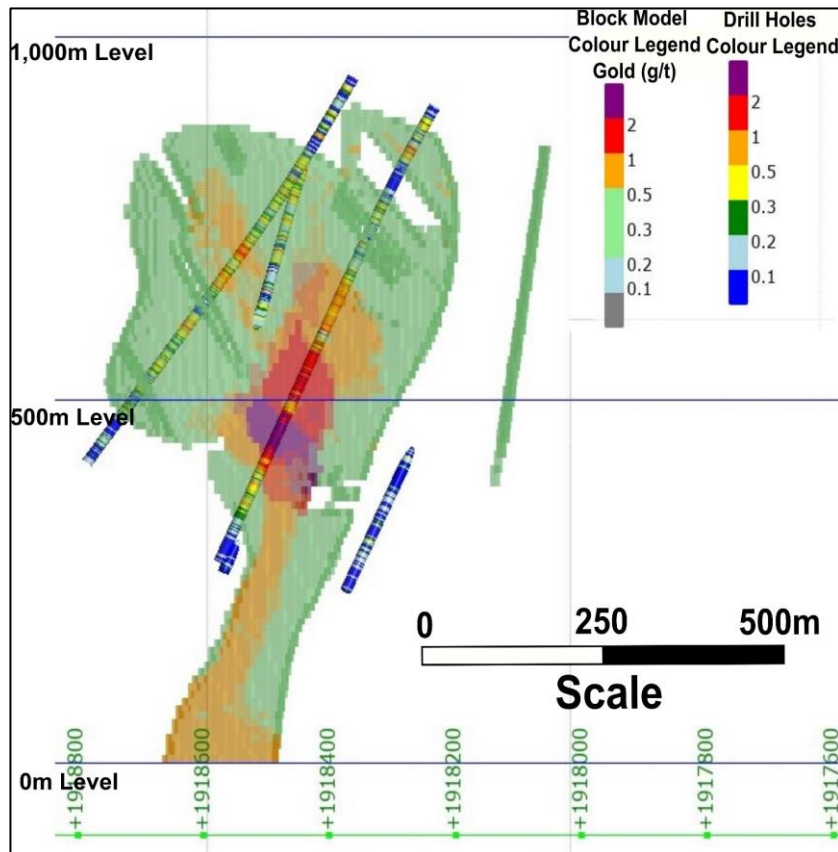 Block Model
Colour Legend
Gold (g/t)
Drill Holes
Colour Legend
1,000m Level
2
1
0.5
0.3
0.2
0.1
2
1
0.5
0.3
0.2
0.1
500m Level
0 250 500m
Scale
0m Level
+1918800
+1918600
+1918400
+1918200
+1918000
+1917800
+1917600